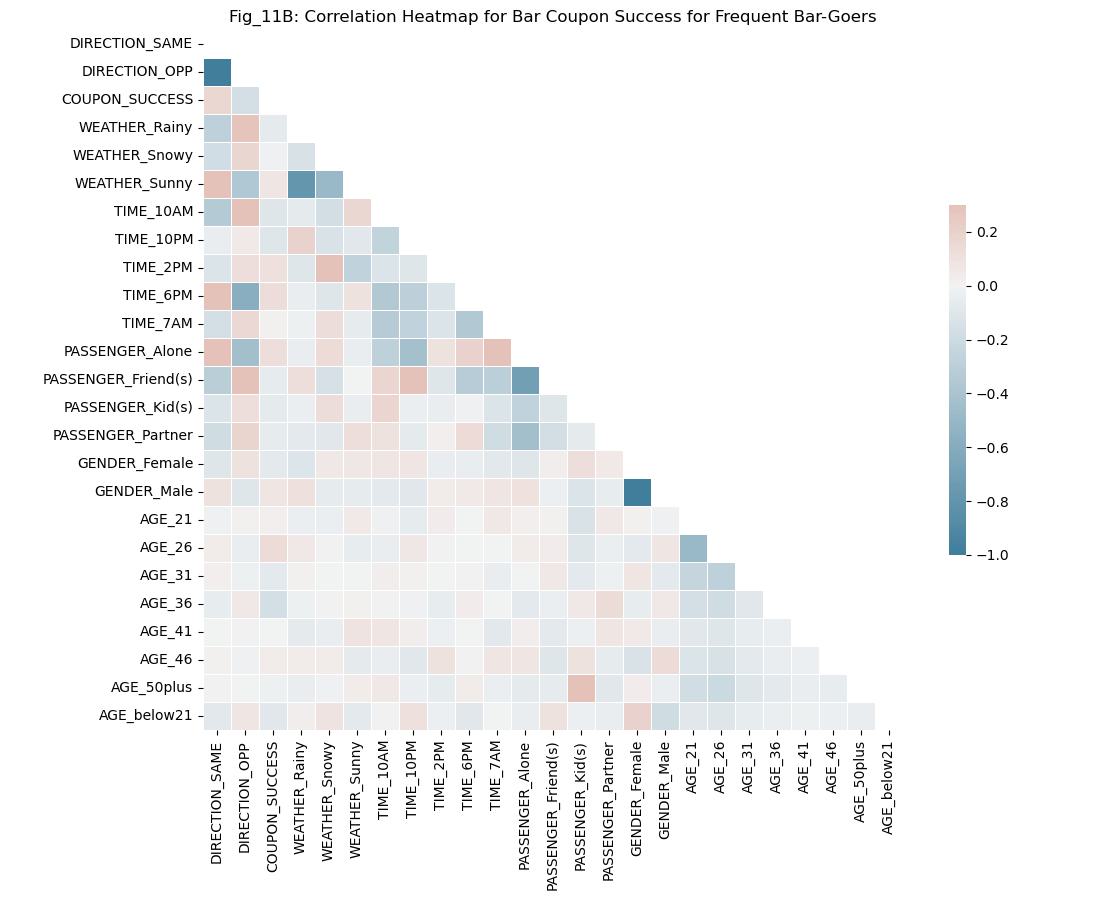 Fig_11B: Correlation Heatmap for Bar Coupon Success for Frequent Bar-Goers
DIRECTION_SAME
DIRECTION_OPP
COUPON_SUCCESS
WEATHER_Rainy
WEATHER_Snowy
WEATHER_Sunny
TIME_10AM
TIME_10PM
TIME_2PM
TIME_6PM
TIME_7AM
PASSENGER_Alone
PASSENGER_Friend(s)
PASSENGER_Kid(s)
PASSENGER_Partner
GENDER_Female
GENDER_Male
AGE_21
AGE_26
AGE_31
AGE_36
AGE_41
AGE_46
AGE_50plus
AGE_below21
DIRECTION_SAME
DIRECTION_OPP
COUPON_SUCCESS
WEATHER_Rainy
WEATHER_Snowy
WEATHER_Sunny
TIME_10AM
TIME_10PM
TIME_2PM
TIME_6PM
TIME_7AM
PASSENGER_Alone
PASSENGER_Friend(s)
PASSENGER_Kid(s)
PASSENGER_Partner
GENDER_Female
GENDER_Male
AGE_21
AGE_26
AGE_31
AGE_36
AGE_41
AGE_46
AGE_50plus
AGE_below21
0.2
0.0
−0.2
−0.4
−0.6
−0.8
−1.0